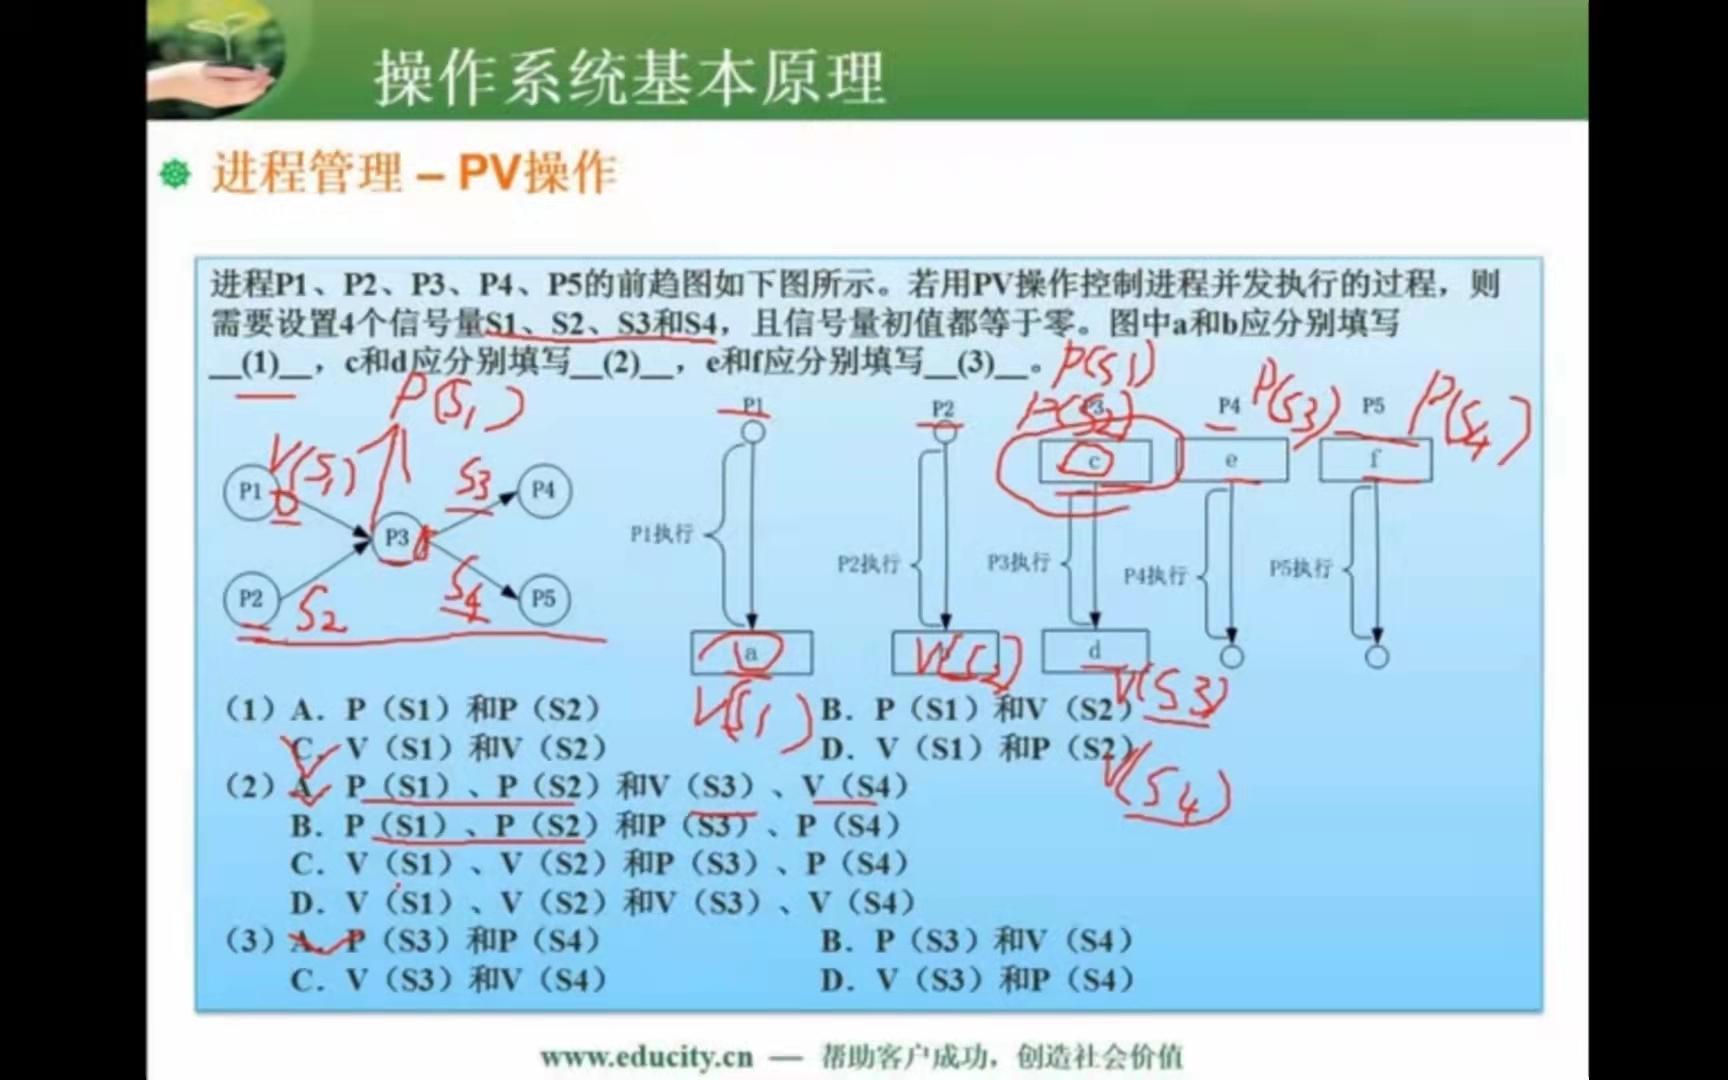 操作系统基本原理
进程管理 – PV操作
进程P1、P2、P3、P4、P5的前趋图如下图所示。若用PV操作控制进程并发执行的过程，则
需要设置4个信号量S1、S2、S3和S4，且信号量初值都等于零。图中a和b应分别填写
__(1)__，c和d应分别填写__(2)__，e和f应分别填写__(3)__。
P(S1)
P(S1)
P1
P2
P(S2)
P3
P4
P(S3)
P5
P(S4)
V(S1)
P1
S3
P4
c
e
f
P3
P1执行
P2执行
P3执行
P4执行
P5执行
P2
S2
S4
P5
a
V(S2)
d
V(S1)
V(S3)
V(S4)
（1）A．P（S1）和P（S2） B．P（S1）和V（S2）
C．V（S1）和V（S2） D．V（S1）和P（S2）
（2）A．P（S1）、P（S2）和V（S3）、V（S4）
B．P（S1）、P（S2）和P（S3）、P（S4）
C．V（S1）、V（S2）和P（S3）、P（S4）
D．V（S1）、V（S2）和V（S3）、V（S4）
（3）A．P（S3）和P（S4） B．P（S3）和V（S4）
C．V（S3）和V（S4） D．V（S3）和P（S4）
www.educity.cn — 帮助客户成功，创造社会价值